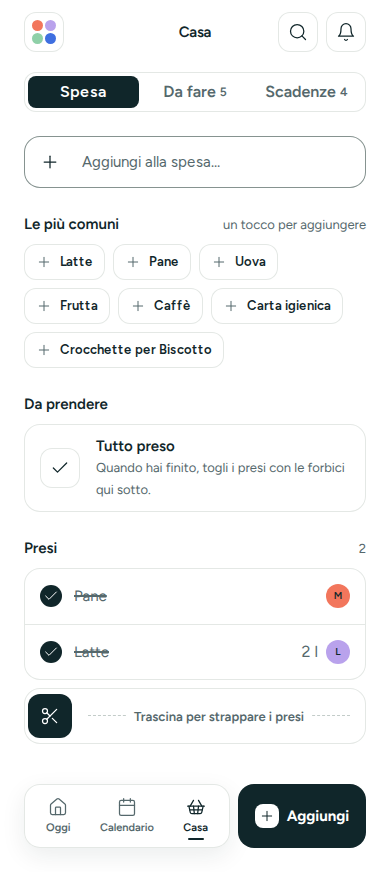 Casa
Spesa
Da fare 5
Scadenze 4
Aggiungi alla spesa...
Le più comuni
un tocco per aggiungere
Latte
Pane
Uova
Frutta
Caffè
Carta igienica
Crocchette per Biscotto
Da prendere
Tutto preso
Quando hai finito, togli i presi con le forbici
qui sotto.
Presi
2
Pane
M
Latte
2 l
L
Trascina per strappare i presi
Oggi
Calendario
Casa
Aggiungi